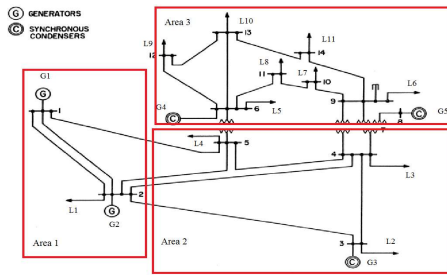 G GENERATORS
C SYNCHRONOUS
CONDENSERS
Area 3
L10
13
L9
12
L11
14
L8
11
L7
10
G1
G
1
G4
C
6
L5
9
L6
C
G5
8
7
L4
5
4
L3
L1
2
G
G2
Area 1
Area 2
3
L2
C
G3